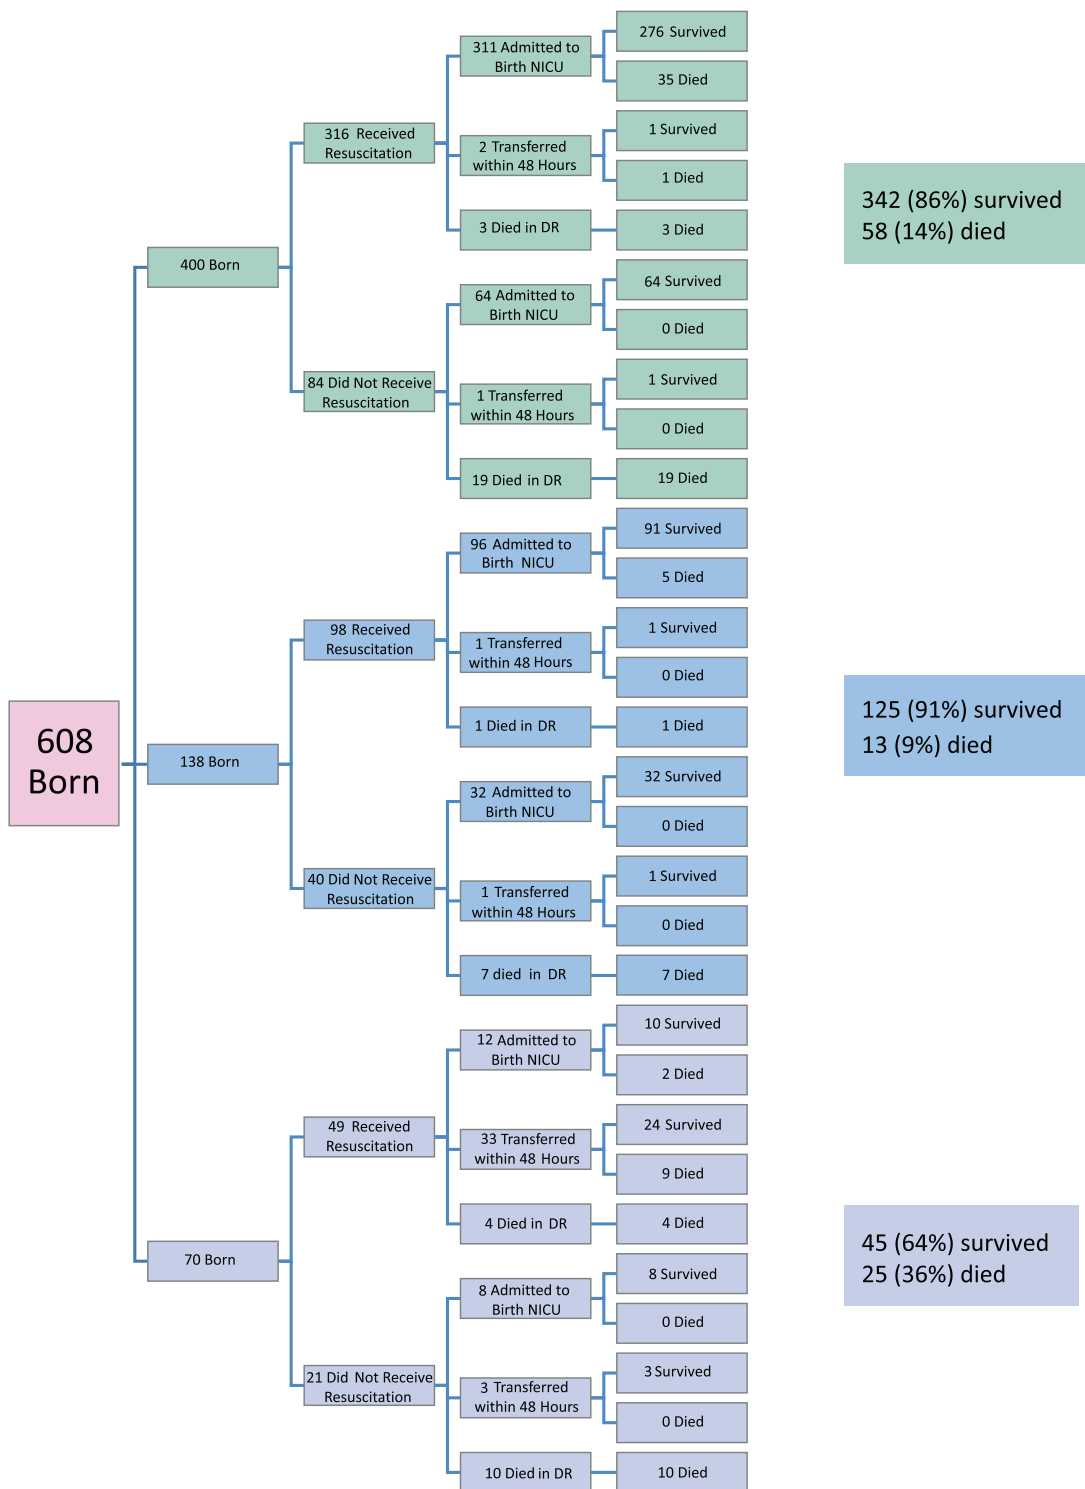 608
Born
400 Born
316 Received
Resuscitation
311 Admitted to
Birth NICU
276 Survived
35 Died
2 Transferred
within 48 Hours
1 Survived
1 Died
3 Died in DR
3 Died
84 Did Not Receive
Resuscitation
64 Admitted to
Birth NICU
64 Survived
0 Died
1 Transferred
within 48 Hours
1 Survived
0 Died
19 Died in DR
19 Died
342 (86%) survived
58 (14%) died
138 Born
98 Received
Resuscitation
96 Admitted to
Birth NICU
91 Survived
5 Died
1 Transferred
within 48 Hours
1 Survived
0 Died
1 Died in DR
1 Died
40 Did Not Receive
Resuscitation
32 Admitted to
Birth NICU
32 Survived
0 Died
1 Transferred
within 48 Hours
1 Survived
0 Died
7 died in DR
7 Died
125 (91%) survived
13 (9%) died
70 Born
49 Received
Resuscitation
12 Admitted to
Birth NICU
10 Survived
2 Died
33 Transferred
within 48 Hours
24 Survived
9 Died
4 Died in DR
4 Died
21 Did Not Receive
Resuscitation
8 Admitted to
Birth NICU
8 Survived
0 Died
3 Transferred
within 48 Hours
3 Survived
0 Died
10 Died in DR
10 Died
45 (64%) survived
25 (36%) died